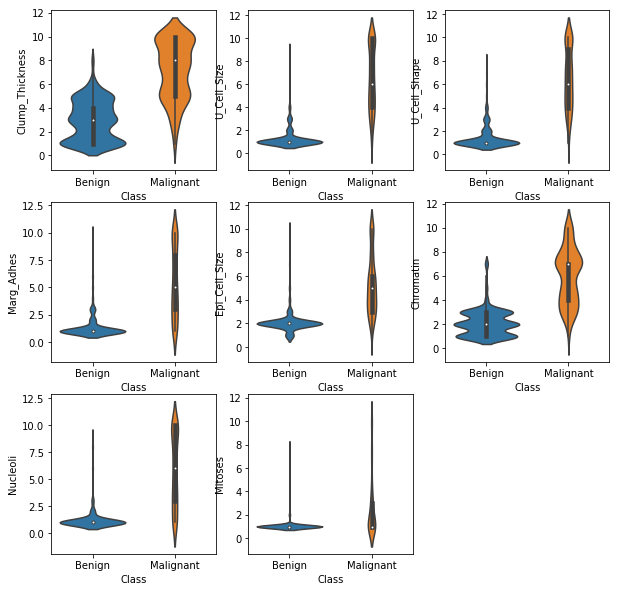 Clump_Thickness
12
10
8
6
4
2
0
Benign Malignant
Class
U_Cell_Size
12
10
8
6
4
2
0
Benign Malignant
Class
U_Cell_Shape
12
10
8
6
4
2
0
Benign Malignant
Class
Marg_Adhes
12.5
10.0
7.5
5.0
2.5
0.0
Benign Malignant
Class
Epi_Cell_Size
12
10
8
6
4
2
0
Benign Malignant
Class
Chromatin
12
10
8
6
4
2
0
Benign Malignant
Class
Nucleoli
12.5
10.0
7.5
5.0
2.5
0.0
Benign Malignant
Class
Mitoses
12
10
8
6
4
2
0
Benign Malignant
Class